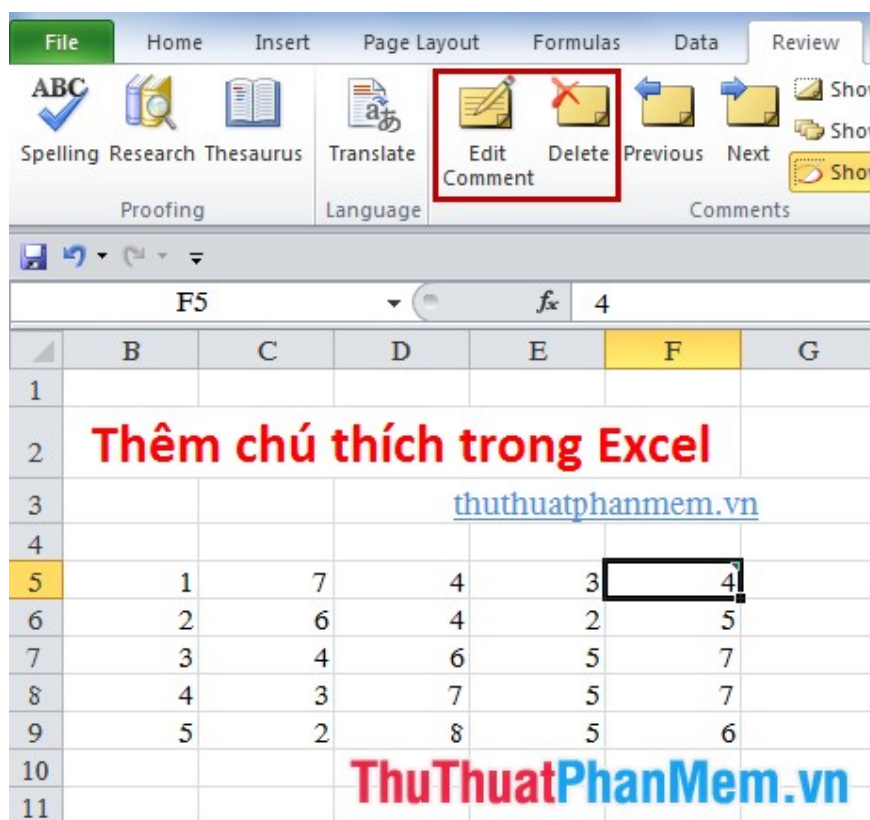 File Home Insert Page Layout Formulas Data Review
ABC
Spelling Research Thesaurus Translate Edit Comment Delete Previous Next
Proofing Language Comments
F5 fx 4
B C D E F G
1
2 Thêm chú thích trong Excel
3 thuthuatphanmem.vn
4
5 1 7 4 3 4
6 2 6 4 2 5
7 3 4 6 5 7
8 4 3 7 5 7
9 5 2 8 5 6
10 ThuThuatPhanMem.vn
11